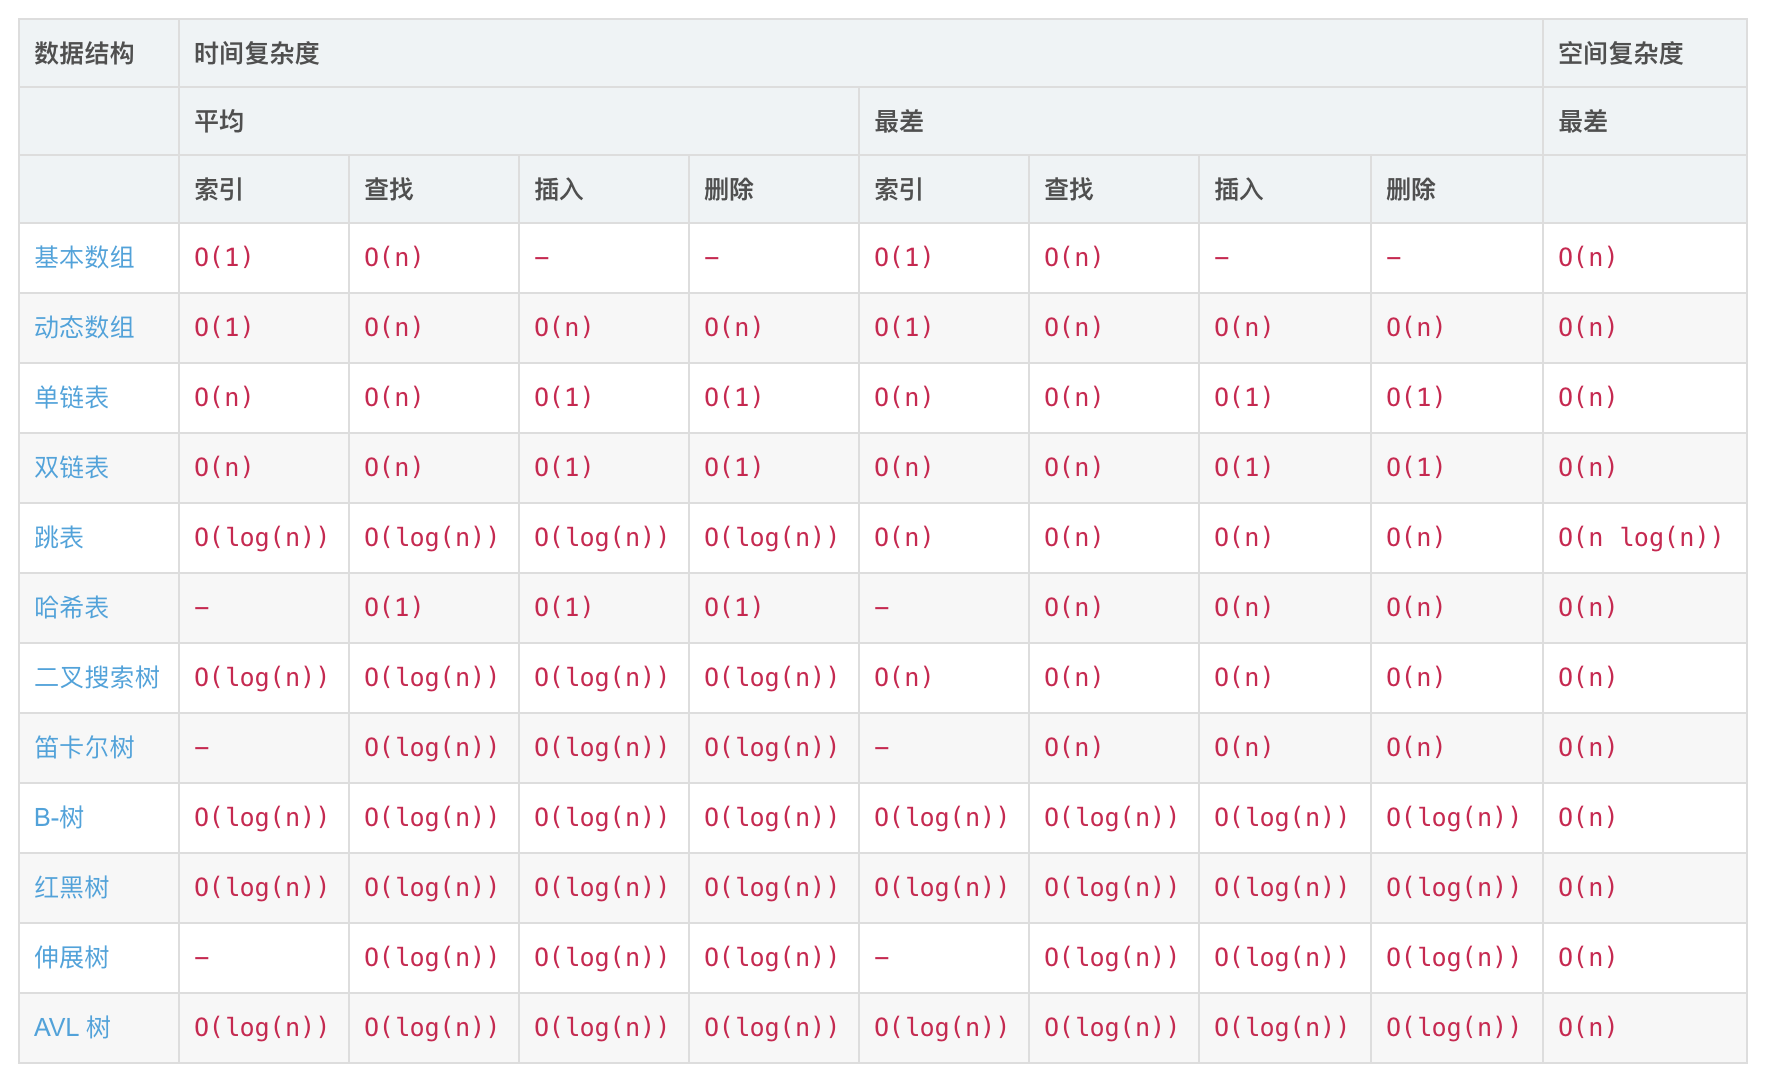 数据结构 时间复杂度 空间复杂度
平均 最差 最差
索引 查找 插入 删除 索引 查找 插入 删除
基本数组 O(1) O(n) – – O(1) O(n) – – O(n)
动态数组 O(1) O(n) O(n) O(n) O(1) O(n) O(n) O(n) O(n)
单链表 O(n) O(n) O(1) O(1) O(n) O(n) O(1) O(1) O(n)
双链表 O(n) O(n) O(1) O(1) O(n) O(n) O(1) O(1) O(n)
跳表 O(log(n)) O(log(n)) O(log(n)) O(log(n)) O(n) O(n) O(n) O(n) O(n log(n))
哈希表 – O(1) O(1) O(1) – O(n) O(n) O(n) O(n)
二叉搜索树 O(log(n)) O(log(n)) O(log(n)) O(log(n)) O(n) O(n) O(n) O(n) O(n)
笛卡尔树 – O(log(n)) O(log(n)) O(log(n)) – O(n) O(n) O(n) O(n)
B-树 O(log(n)) O(log(n)) O(log(n)) O(log(n)) O(log(n)) O(log(n)) O(log(n)) O(log(n)) O(n)
红黑树 O(log(n)) O(log(n)) O(log(n)) O(log(n)) O(log(n)) O(log(n)) O(log(n)) O(log(n)) O(n)
伸展树 – O(log(n)) O(log(n)) O(log(n)) – O(log(n)) O(log(n)) O(log(n)) O(n)
AVL 树 O(log(n)) O(log(n)) O(log(n)) O(log(n)) O(log(n)) O(log(n)) O(log(n)) O(log(n)) O(n)